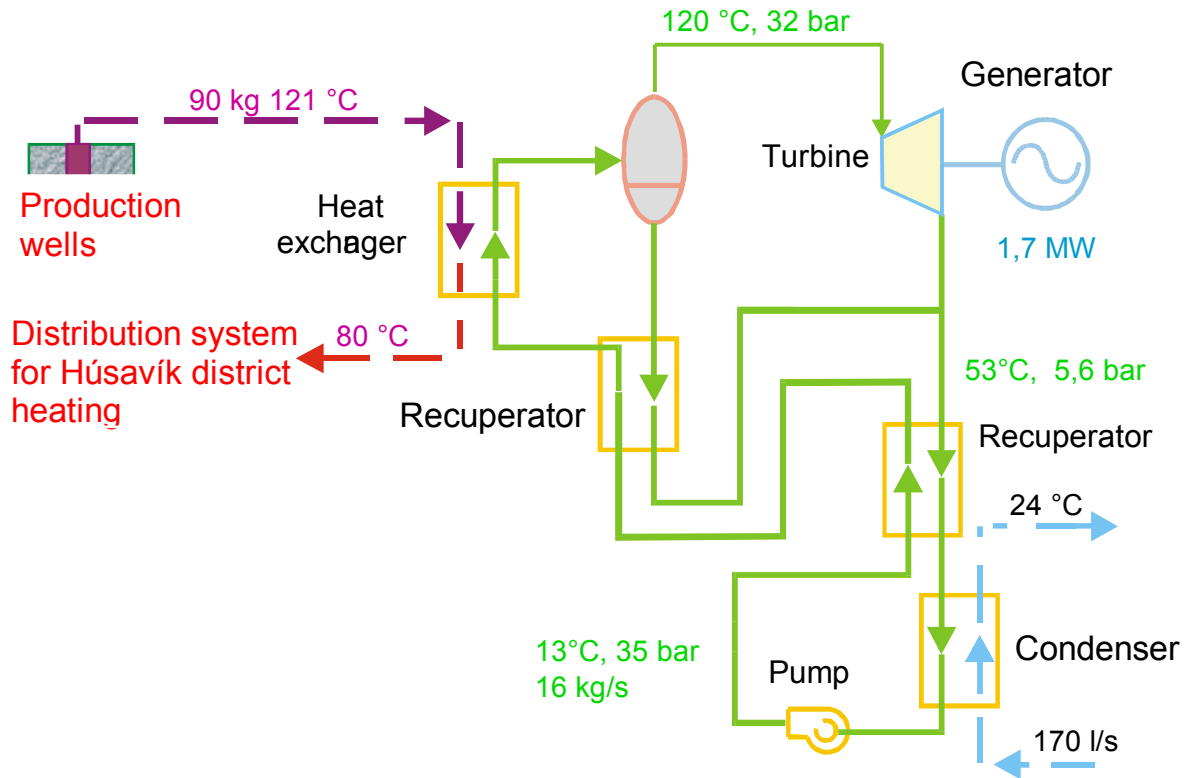 120 °C, 32 bar
Generator
90 kg 121 °C
Turbine
Production
wells
Heat
exchnager
1,7 MW
Distribution system
for Húsavík district
heating
80 °C
53°C, 5,6 bar
Recuperator
Recuperator
24 °C
13°C, 35 bar
16 kg/s
Pump
Condenser
170 l/s